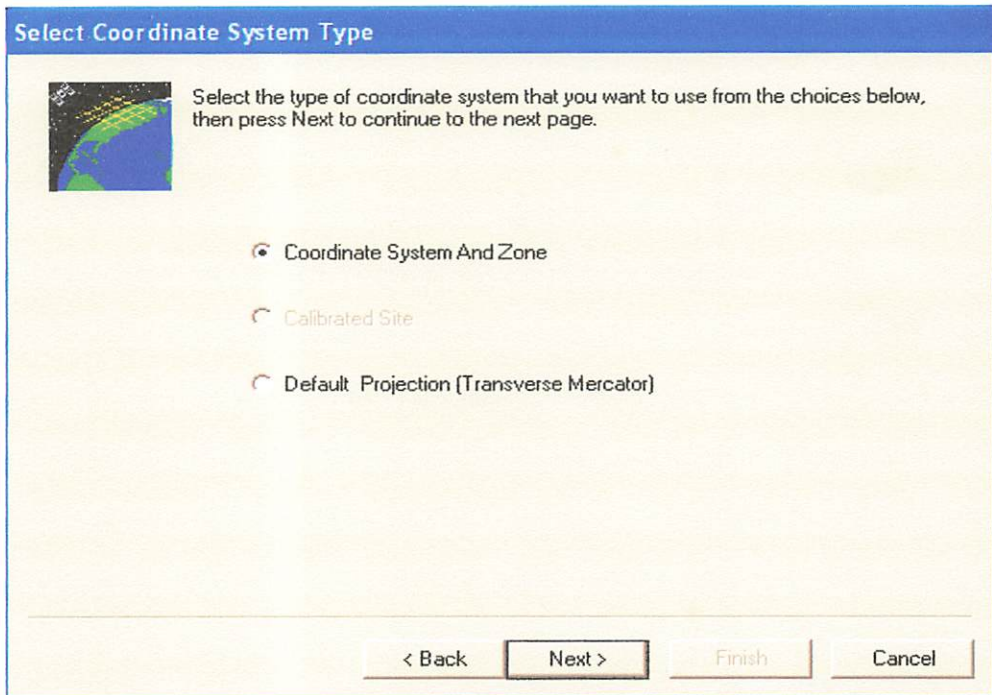 Select Coordinate System Type
Select the type of coordinate system that you want to use from the choices below,
then press Next to continue to the next page.
Coordinate System And Zone
Calibrated Site
Default Projection (Transverse Mercator)
< Back
Next >
Finish
Cancel